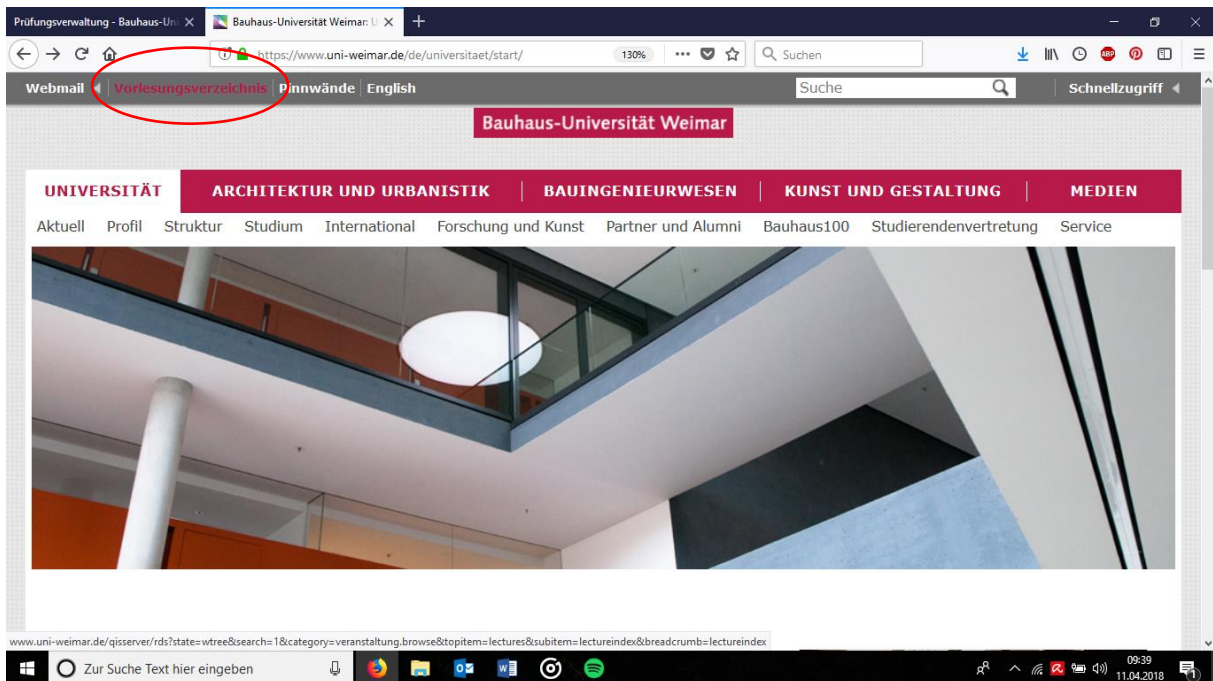 Prüfungsverwaltung - Bauhaus-Uni
Bauhaus-Universität Weimar: U
https://www.uni-weimar.de/de/universitaet/start/
130%
Suchen
ABP
Webmail
Vorlesungsverzeichnis
Pinnwände
English
Suche
Schnellzugriff
Bauhaus-Universität Weimar
UNIVERSITÄT
ARCHITEKTUR UND URBANISTIK
BAUINGENIEURWESEN
KUNST UND GESTALTUNG
MEDIEN
Aktuell Profil Struktur Studium International Forschung und Kunst Partner und Alumni Bauhaus100 Studierendenvertretung Service
www.uni-weimar.de/qisserver/rds?state=wtree&search=1&category=veranstaltung.browse&topitem=lectures&subitem=lectureindex&breadcrumb=lectureindex
Zur Suche Text hier eingeben
09:39
11.04.2018